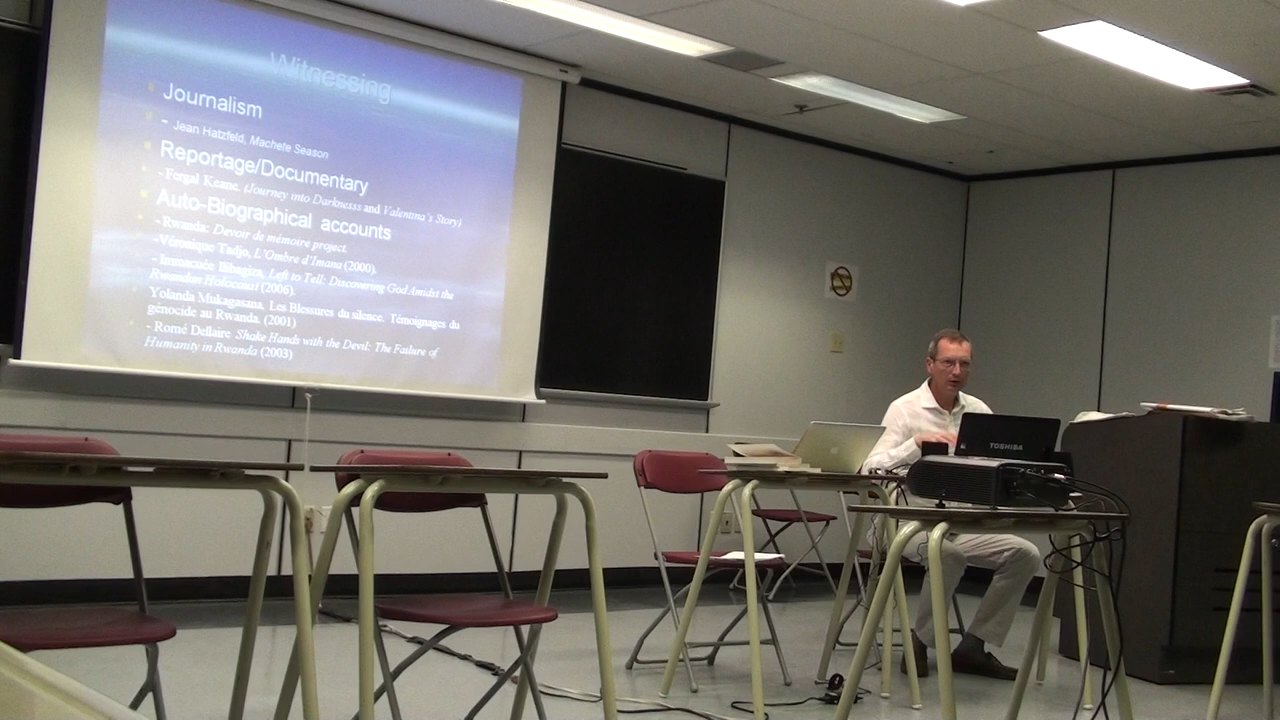 Witnessing
Journalism
- Jean Hatzfeld, Machete Season
Reportage/Documentary
- Fergal Keane. (Journey into Darknesss and Valentina's Story)
Auto-Biographical accounts
- Rwanda: Devoir de mémoire project.
-Véronique Tadjo, L'Ombre d'Imana (2000).
- Immacuée Ilibagiza, Left to Tell: Discovering God Amidst the
Rwandan Holocaust (2006).
Yolanda Mukagasana, Les Blessures du silence. Témoignages du
génocide au Rwanda. (2001)
- Romé Dellaire Shake Hands with the Devil: The Failure of
Humanity in Rwanda (2003)
TOSHIBA